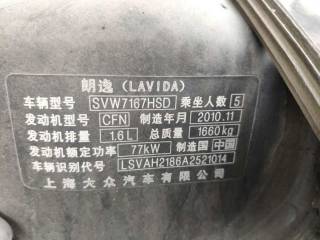 朗逸(LAVIDA)
车辆型号 SVW7167HSD 乘坐人数 5
发动机型号 CFN 制造年月 2010.11
发动机排量 1.6L 总质量 1660kg
发动机额定功率 77kW 制造国 中国
车辆识别代号 LSVAH2186A2521014
上海大众汽车有限公司